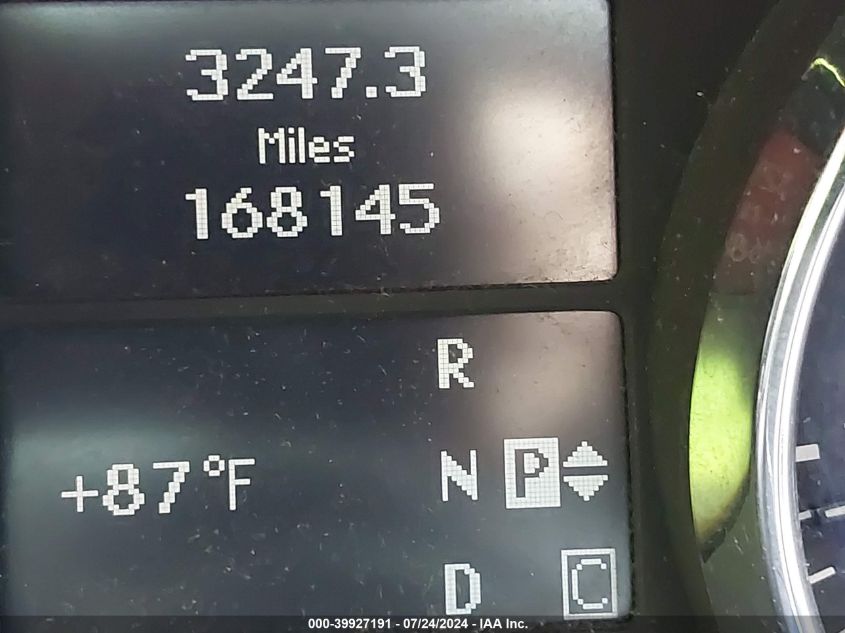 3247.3
Miles
168145
R
+87°F N P
D C
000-39927191 - 07/24/2024 - IAA Inc.